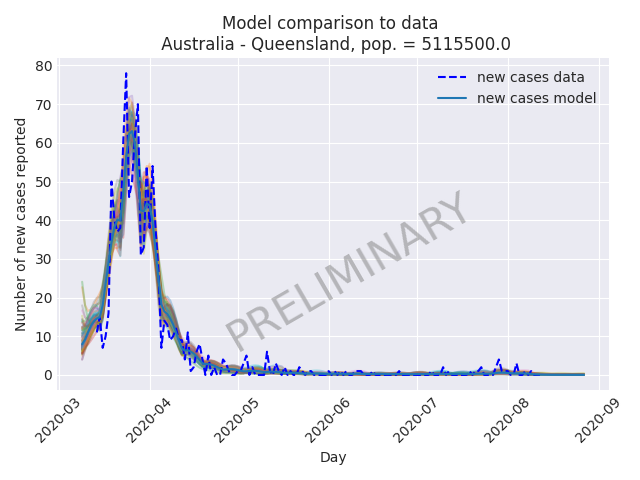 Model comparison to data
Australia - Queensland, pop. = 5115500.0
new cases data
new cases model
Number of new cases reported
80
70
60
50
40
30
20
10
0
PRELIMINARY
2020-03
2020-04
2020-05
2020-06
2020-07
2020-08
2020-09
Day